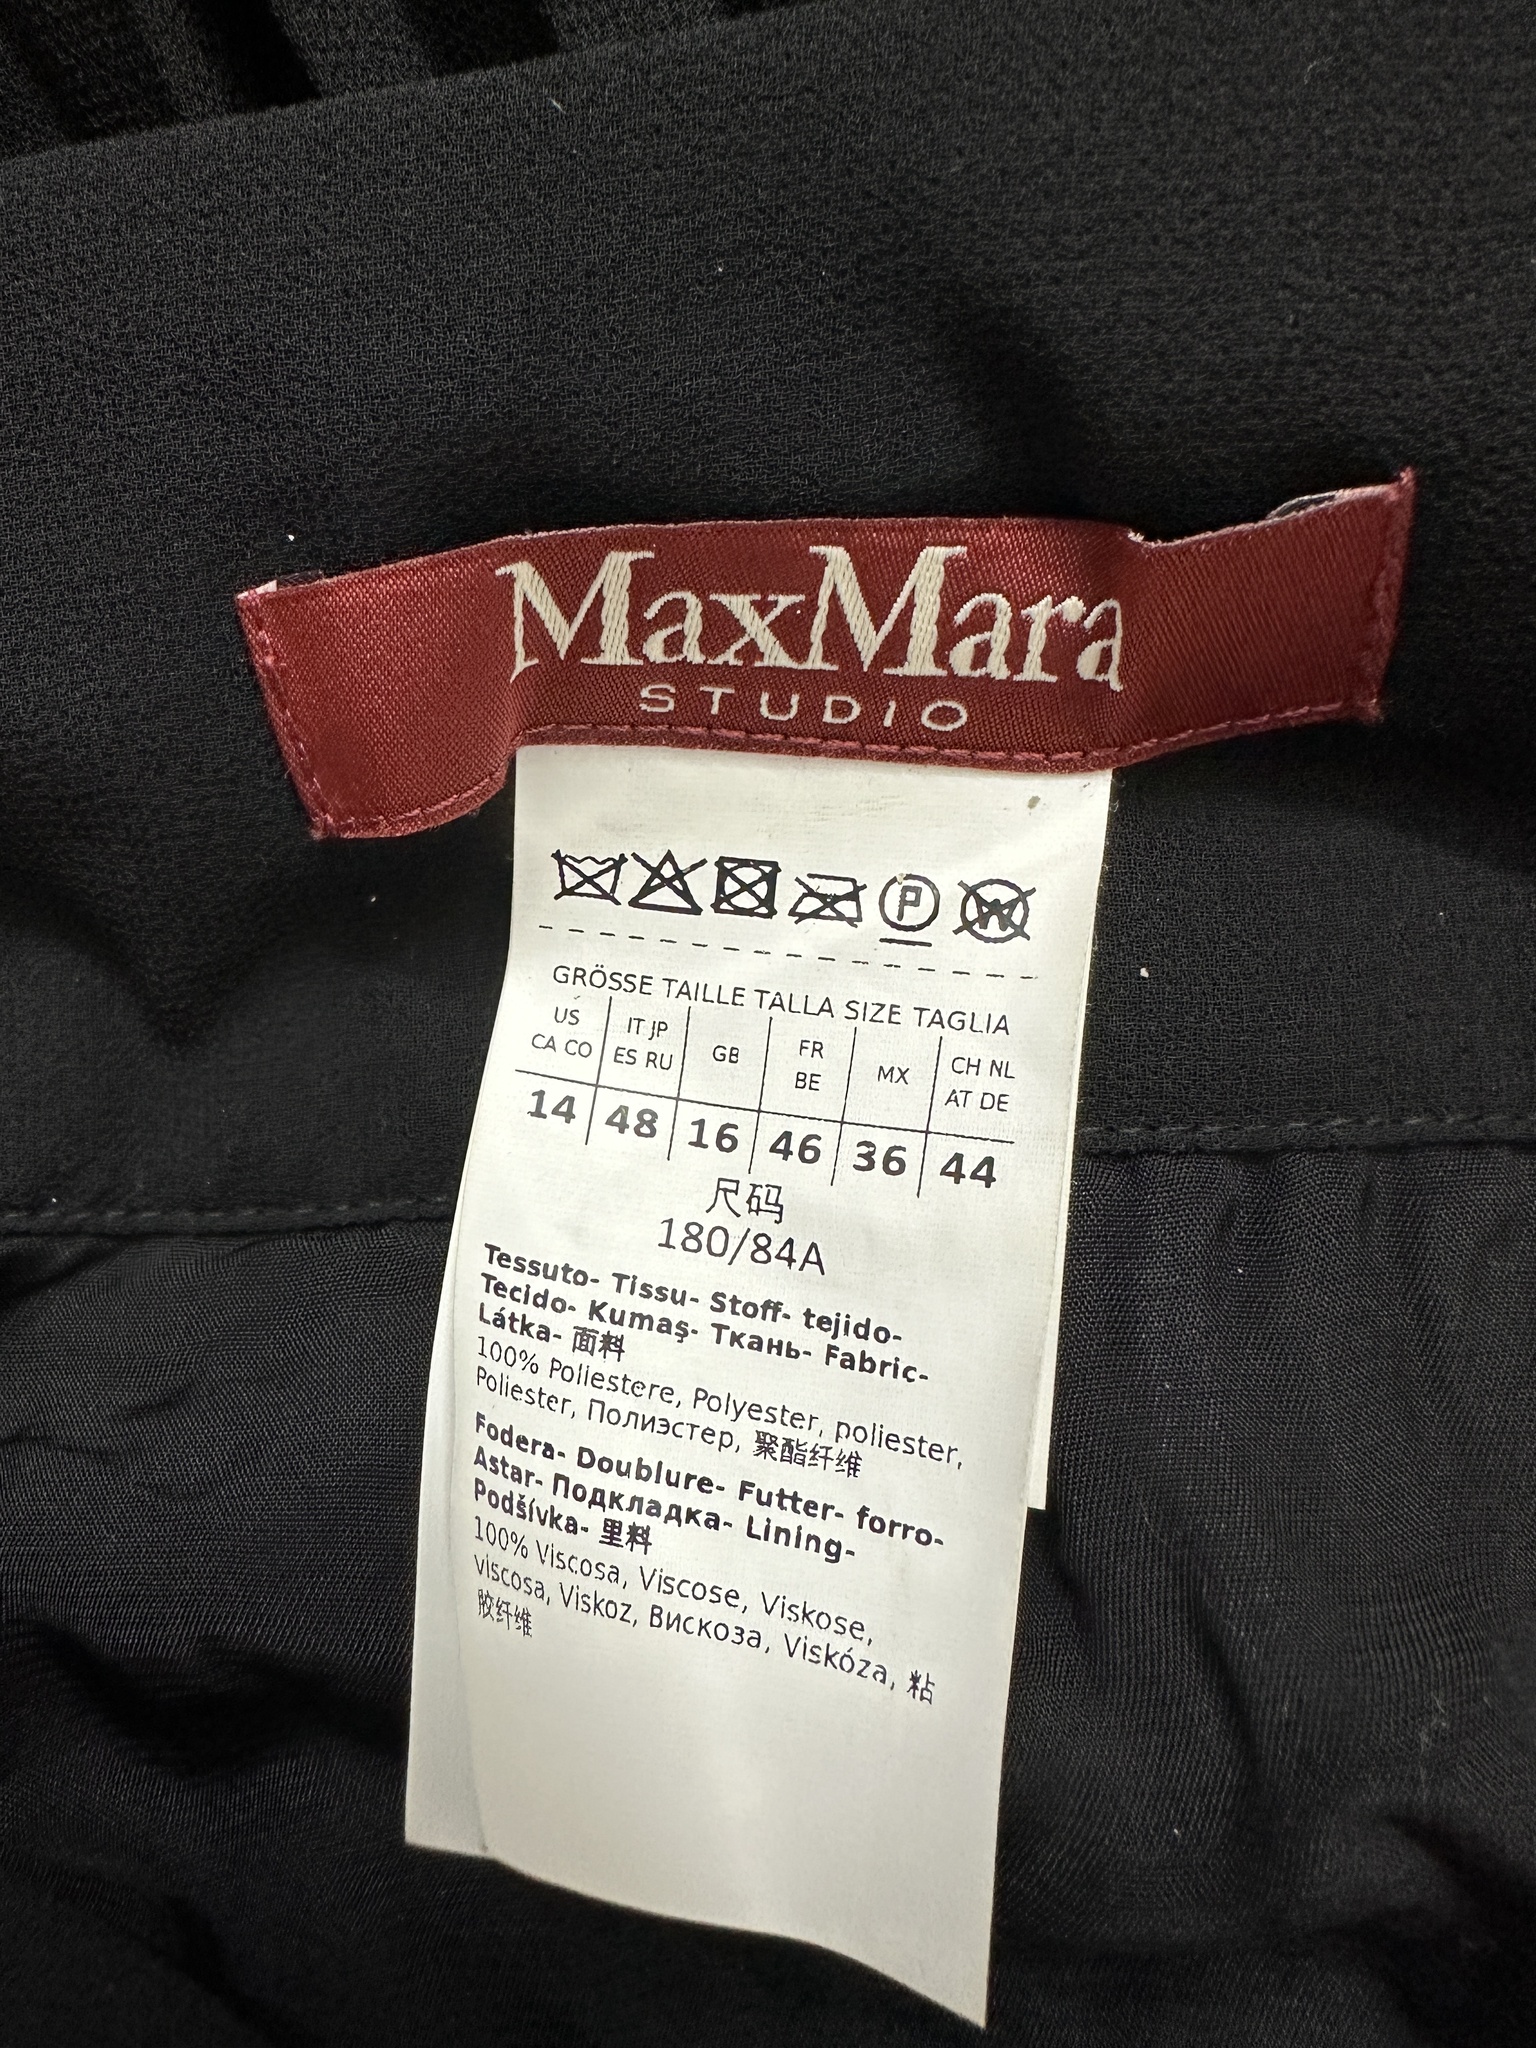 MaxMara
STUDIO
P W
GRÖSSE TAILLE TALLA SIZE TAGLIA
US CA CO | IT JP ES RU | GB | FR BE | MX | CH NL AT DE
14 | 48 | 16 | 46 | 36 | 44
尺码
180/84A
Tessuto- Tissu- Stoff- tejido-
Tecido- Kumaş- Ткань- Fabric-
Látka- 面料
100% Poliestere, Polyester, poliester,
Poliester, Полиэстер, 聚酯纤维
Fodera- Doublure- Futter- forro-
Astar- Подкладка- Lining-
Podšívka- 里料
100% Viscosa, Viscose, Viskose,
viscosa, Viskoz, Вискоза, Viskóza, 粘
胶纤维